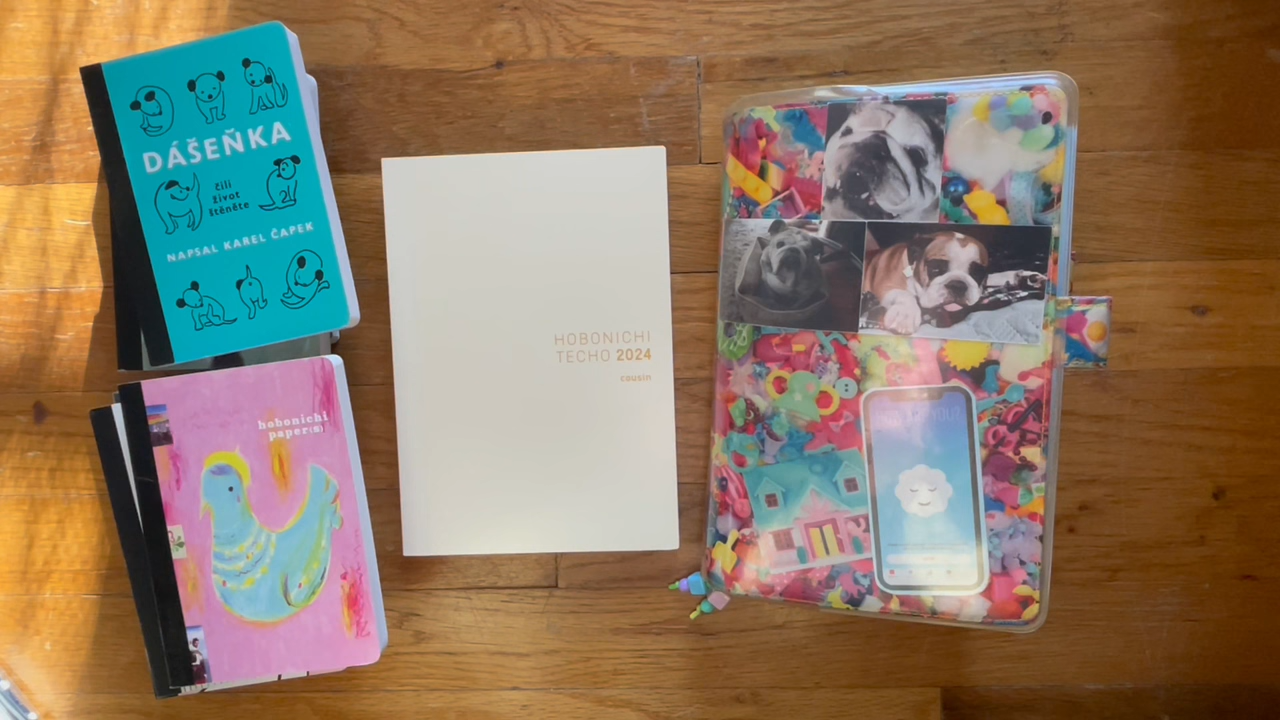 DÁŠEŇKA
čili
život
štěněte
NAPSAL KAREL ČAPEK
hobonichi
paper(s)
HOBONICHI
TECHO 2024
cousin